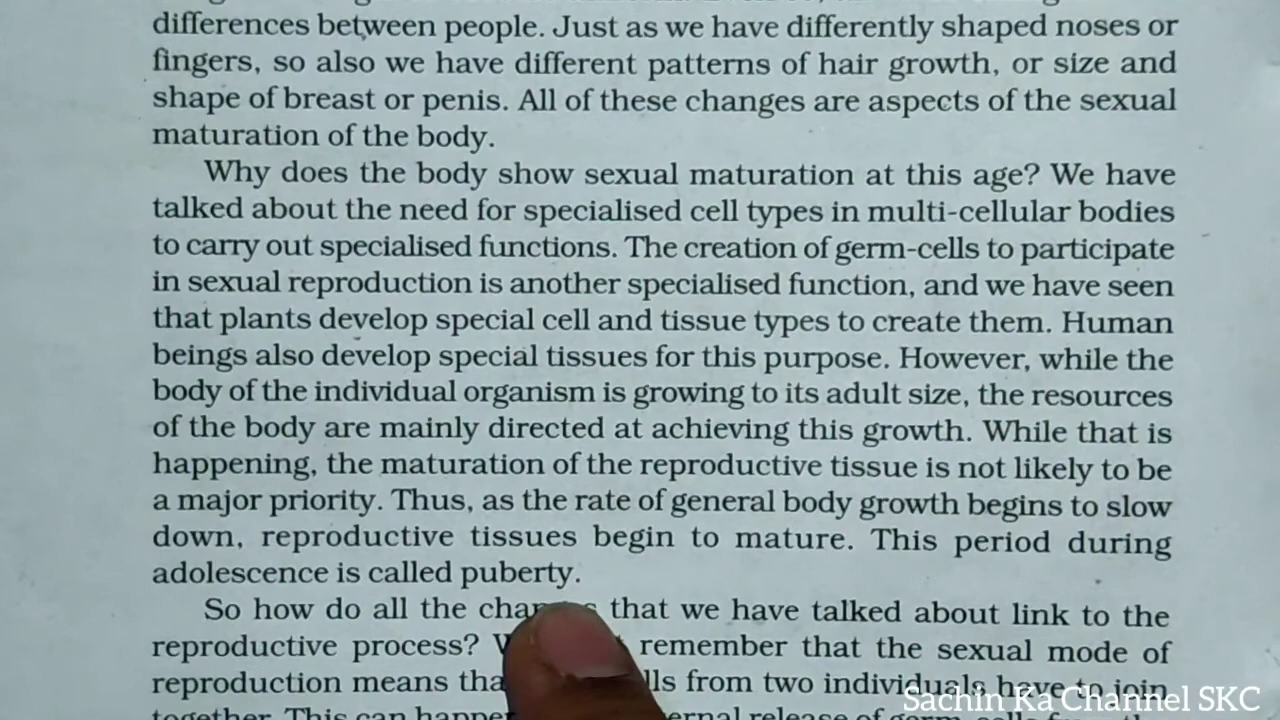 differences between people. Just as we have differently shaped noses or
fingers, so also we have different patterns of hair growth, or size and
shape of breast or penis. All of these changes are aspects of the sexual
maturation of the body.
Why does the body show sexual maturation at this age? We have
talked about the need for specialised cell types in multi-cellular bodies
to carry out specialised functions. The creation of germ-cells to participate
in sexual reproduction is another specialised function, and we have seen
that plants develop special cell and tissue types to create them. Human
beings also develop special tissues for this purpose. However, while the
body of the individual organism is growing to its adult size, the resources
of the body are mainly directed at achieving this growth. While that is
happening, the maturation of the reproductive tissue is not likely to be
a major priority. Thus, as the rate of general body growth begins to slow
down, reproductive tissues begin to mature. This period during
adolescence is called puberty.
So how do all the that we have talked about link to the
reproductive process? remember that the sexual mode of
reproduction means from two individuals have to join
together. This can
Sachin Ka Channel SKC